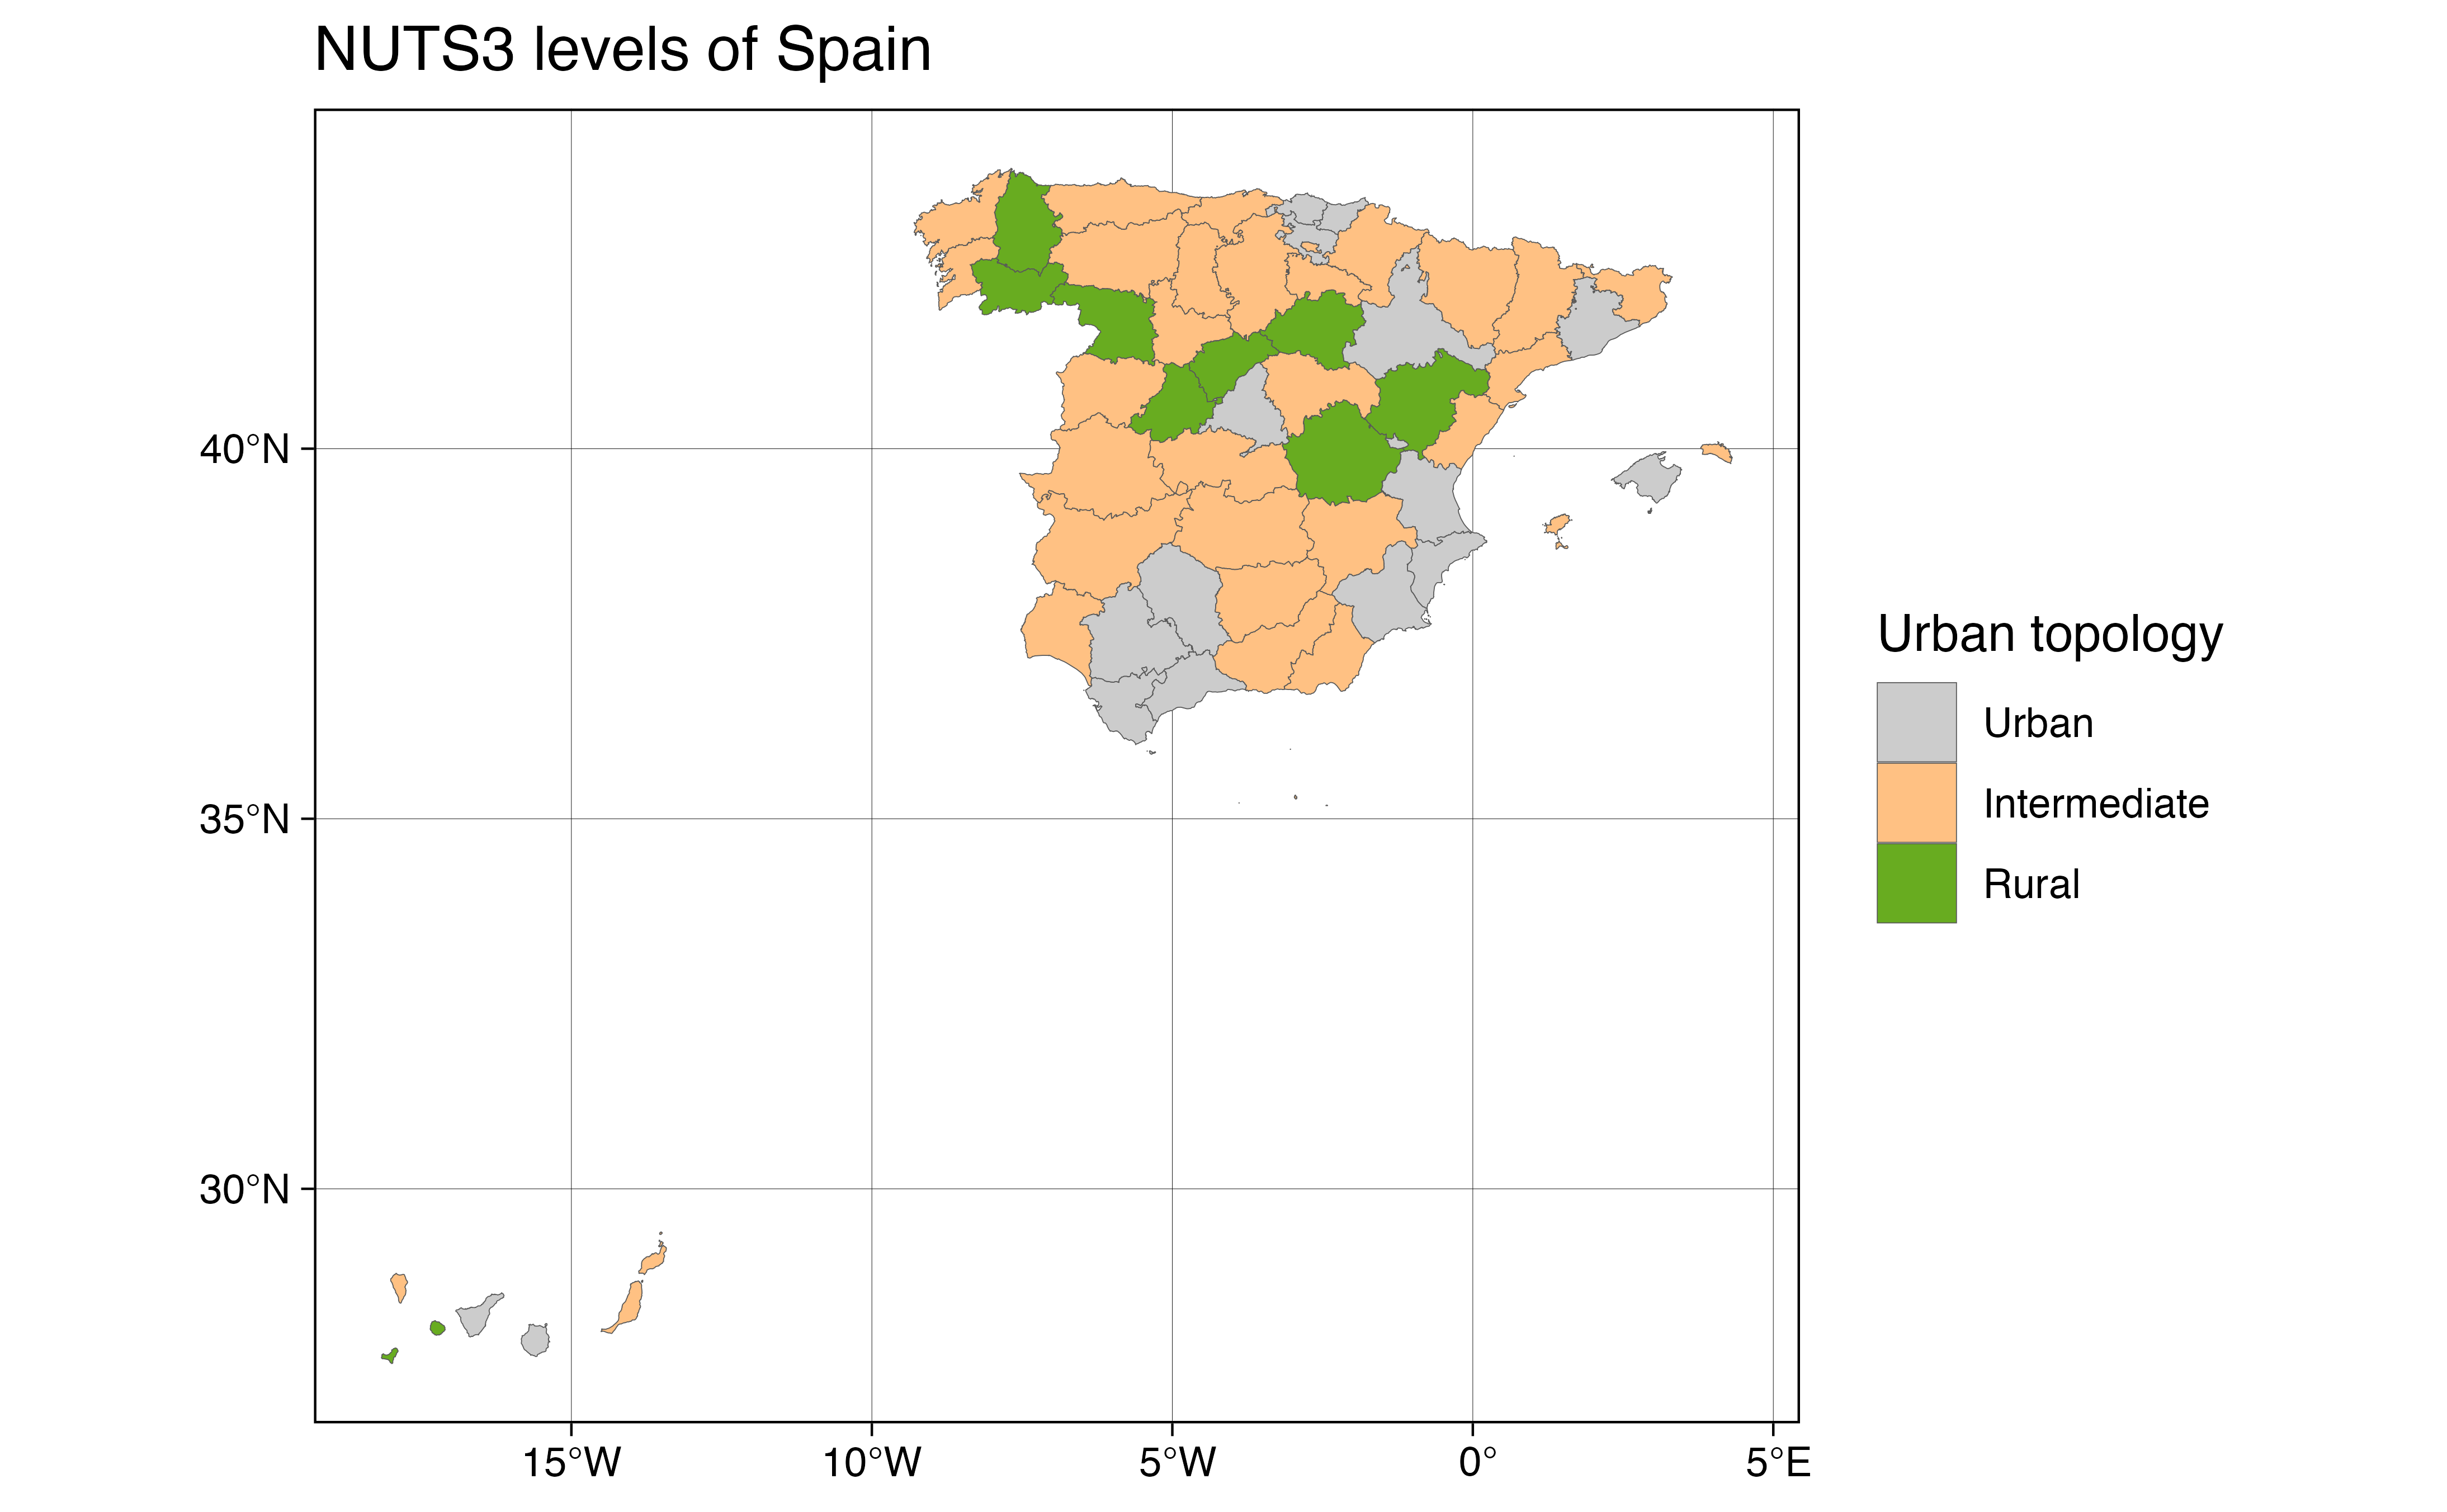 NUTS3 levels of Spain
40°N
35°N
30°N
15°W
10°W
5°W
0°
5°E
Urban topology
Urban
Intermediate
Rural